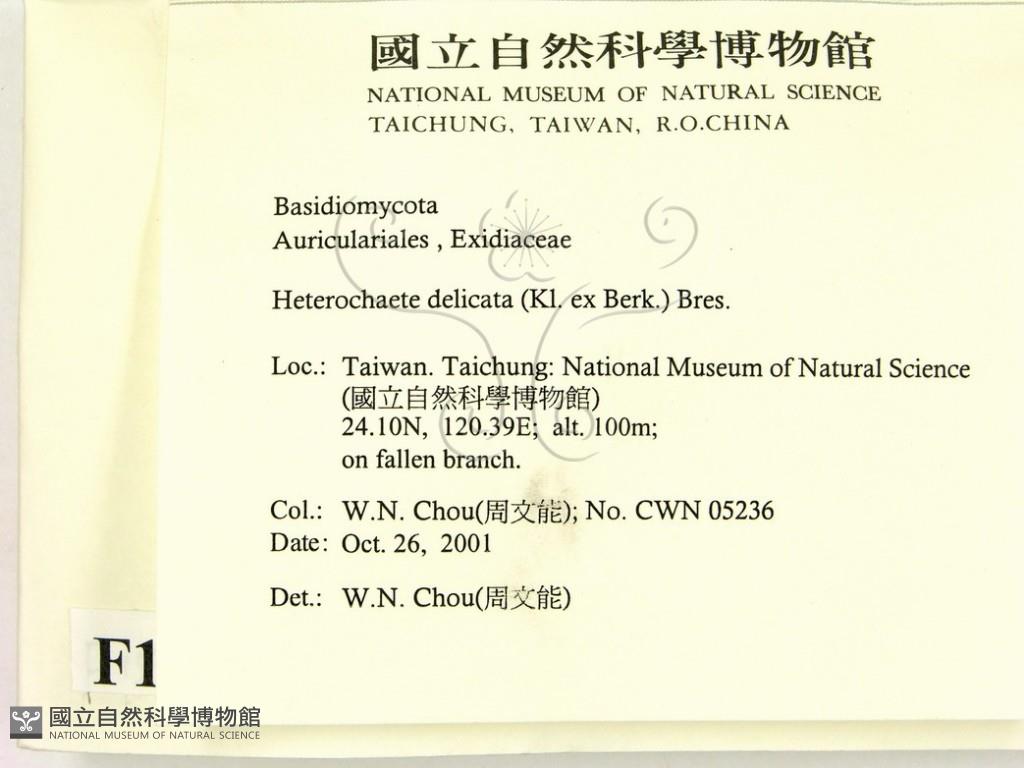 國立自然科學博物館
NATIONAL MUSEUM OF NATURAL SCIENCE
TAICHUNG, TAIWAN, R.O.CHINA
Basidiomycota
Auriculariales , Exidiaceae
Heterochaete delicata (Kl. ex Berk.) Bres.
Loc.: Taiwan. Taichung: National Museum of Natural Science
(國立自然科學博物館)
24.10N, 120.39E; alt. 100m;
on fallen branch.
Col.: W.N. Chou(周文能); No. CWN 05236
Date: Oct. 26, 2001
Det.: W.N. Chou(周文能)
F1
國立自然科學博物館
NATIONAL MUSEUM OF NATURAL SCIENCE